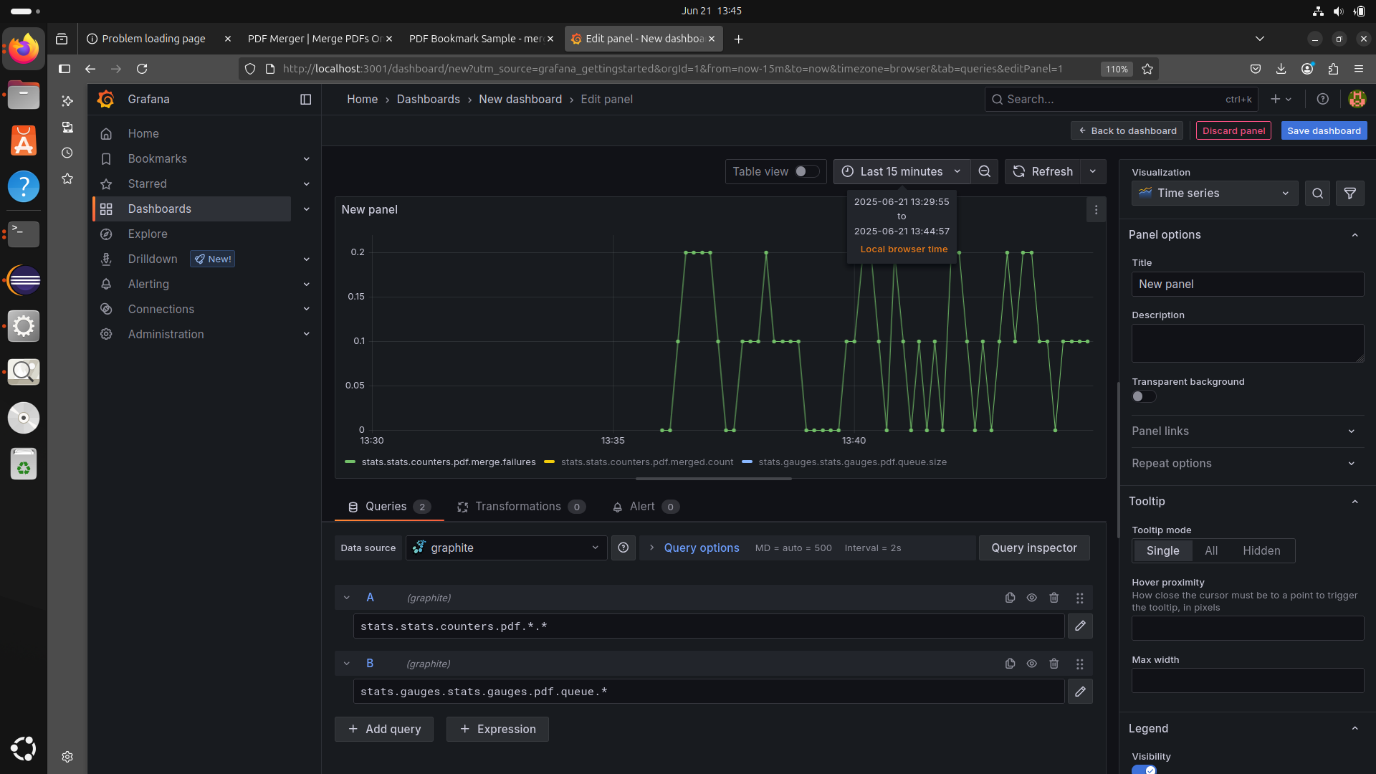 Jun 21 13:45
Problem loading page
PDF Merger | Merge PDFs O
PDF Bookmark Sample - mer
Edit panel - New dashboa
http://localhost:3001/dashboard/new?utm_source=grafana_gettingstarted&orgId=1&from=now-15m&to=now&timezone=browser&tab=queries&editPanel=1
110%
Grafana
Home › Dashboards › New dashboard › Edit panel
Search...
ctrl+k
Back to dashboard
Discard panel
Save dashboard
Home
Bookmarks
Starred
Dashboards
Explore
Drilldown
New!
Alerting
Connections
Administration
Table view
Last 15 minutes
Refresh
2025-06-21 13:29:55
to
2025-06-21 13:44:57
Local browser time
New panel
0.2
0.15
0.1
0.05
0
13:30
13:35
13:40
stats.stats.counters.pdf.merge.failures
stats.stats.counters.pdf.merged.count
stats.gauges.stats.gauges.pdf.queue.size
Queries 2
Transformations 0
Alert 0
Data source
graphite
Query options
MD = auto = 500
Interval = 2s
Query inspector
A (graphite)
stats.stats.counters.pdf.*.*
B (graphite)
stats.gauges.stats.gauges.pdf.queue.*
+ Add query
+ Expression
Visualization
Time series
Panel options
Title
New panel
Description
Transparent background
Panel links
Repeat options
Tooltip
Tooltip mode
Single
All
Hidden
Hover proximity
How close the cursor must be to a point to trigger
the tooltip, in pixels
Max width
Legend
Visibility